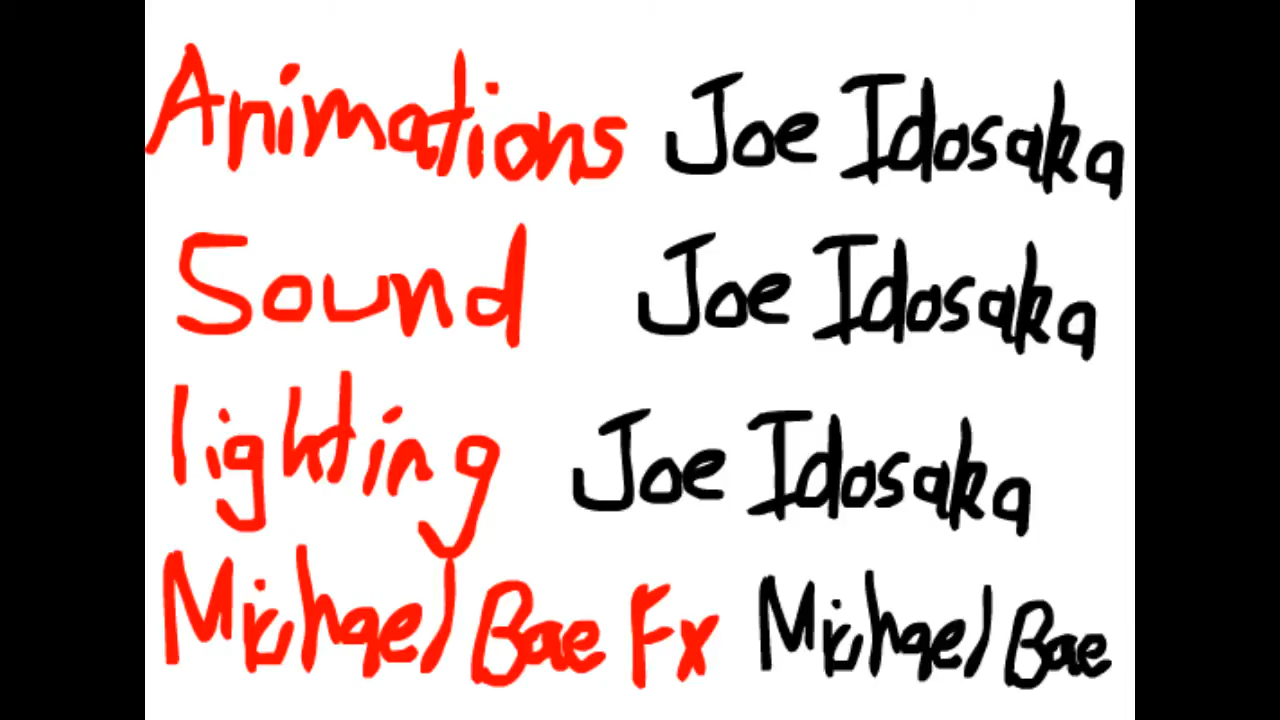 Animations Joe Idosaka
Sound Joe Idosaka
lighting Joe Idosaka
Michael Bae Fx Michael Bae